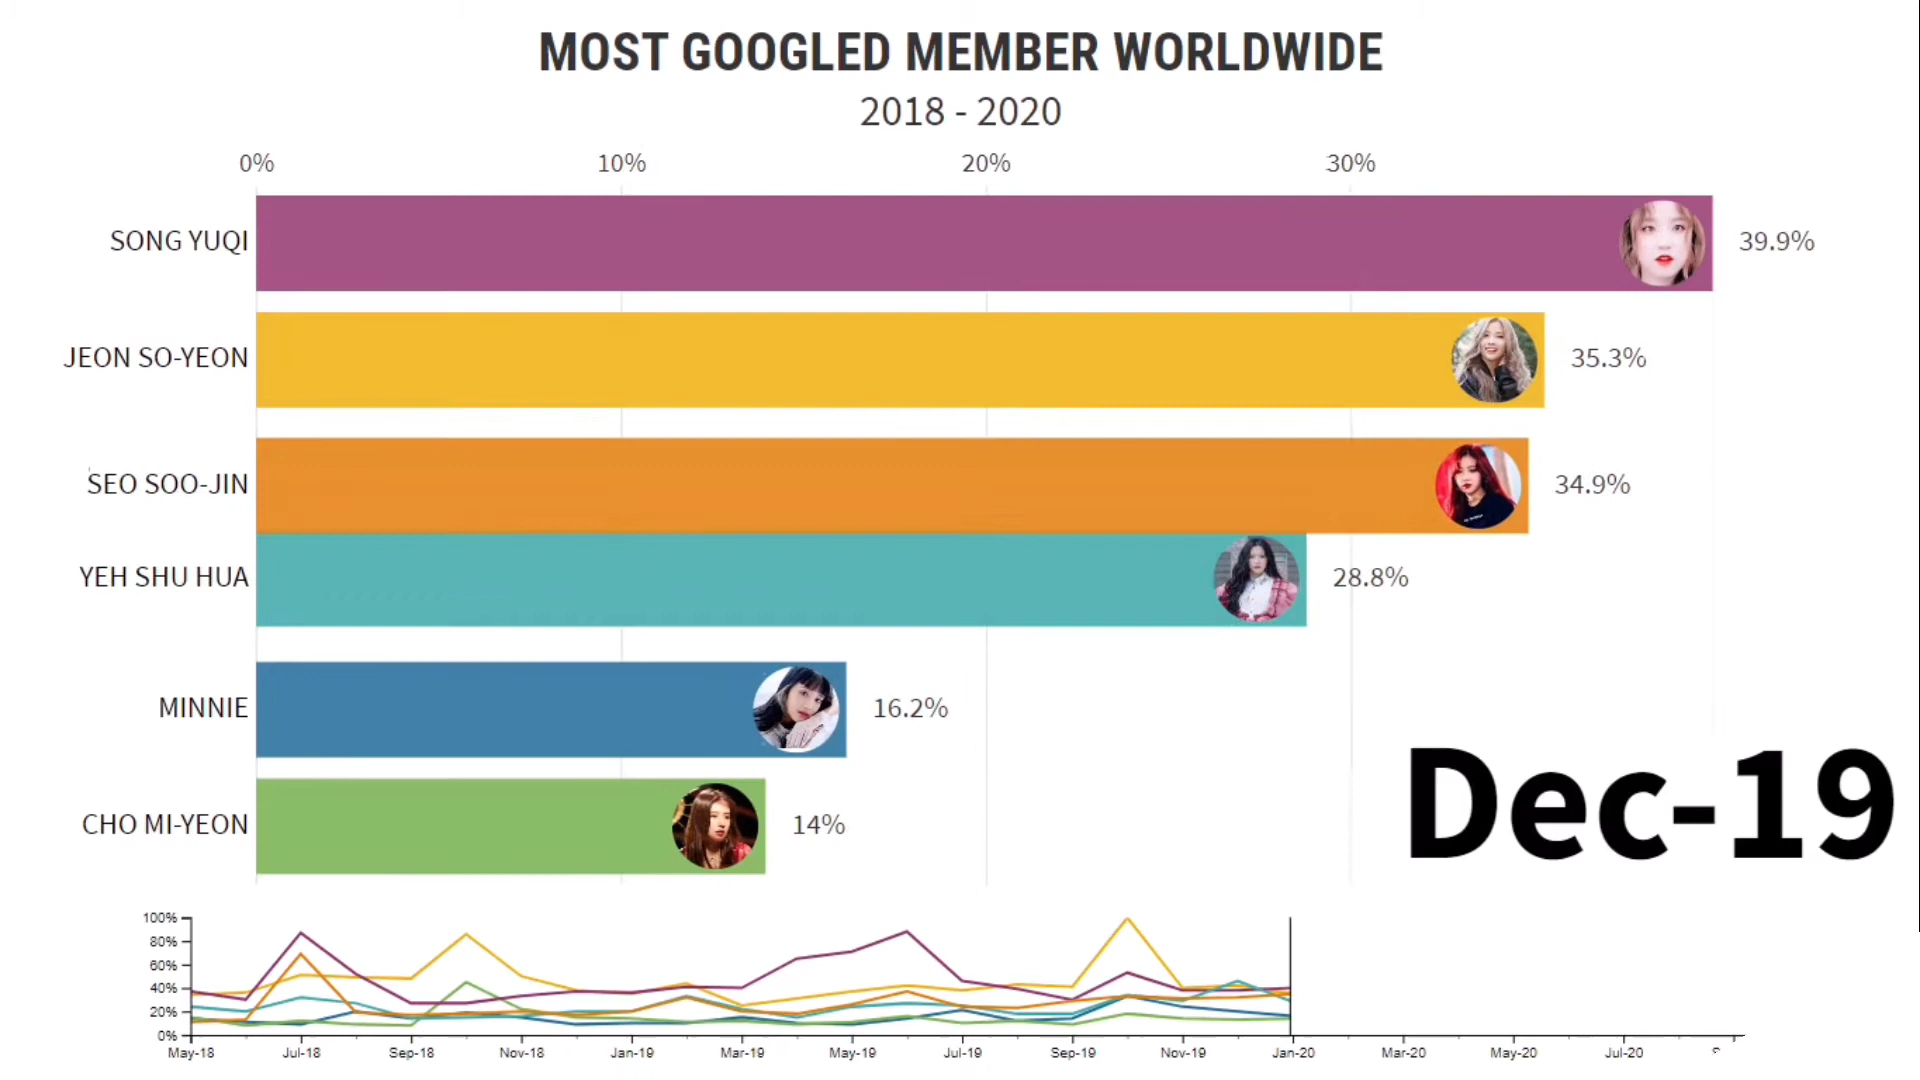 MOST GOOGLED MEMBER WORLDWIDE
2018 - 2020
0% 10% 20% 30%
SONG YUQI 39.9%
JEON SO-YEON 35.3%
SEO SOO-JIN 34.9%
YEH SHU HUA 28.8%
MINNIE 16.2%
CHO MI-YEON 14%
Dec-19
100%
80%
60%
40%
20%
0%
May-18 Jul-18 Sep-18 Nov-18 Jan-19 Mar-19 May-19 Jul-19 Sep-19 Nov-19 Jan-20 Mar-20 May-20 Jul-20